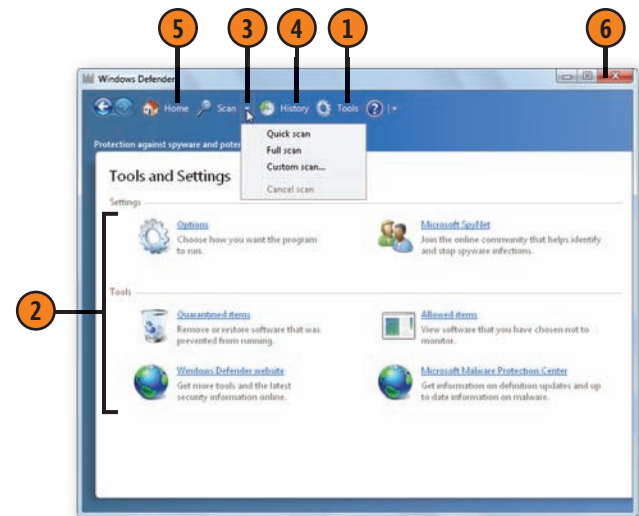 5 3 4 1 6
Windows Defender
Home Scan History Tools ?
Quick scan
Full scan
Custom scan...
Cancel scan
Protection against spyware and poten
Tools and Settings
Settings
Options
Choose how you want the program
to run.
Microsoft SpyNet
Join the online community that helps identify
and stop spyware infections.
2
Tools
Quarantined items
Remove or restore software that was
prevented from running.
Allowed items
View software that you have chosen not to
monitor.
Windows Defender website
Get more tools and the latest
security information online.
Microsoft Malware Protection Center
Get information on definition updates and up
to date information on malware.